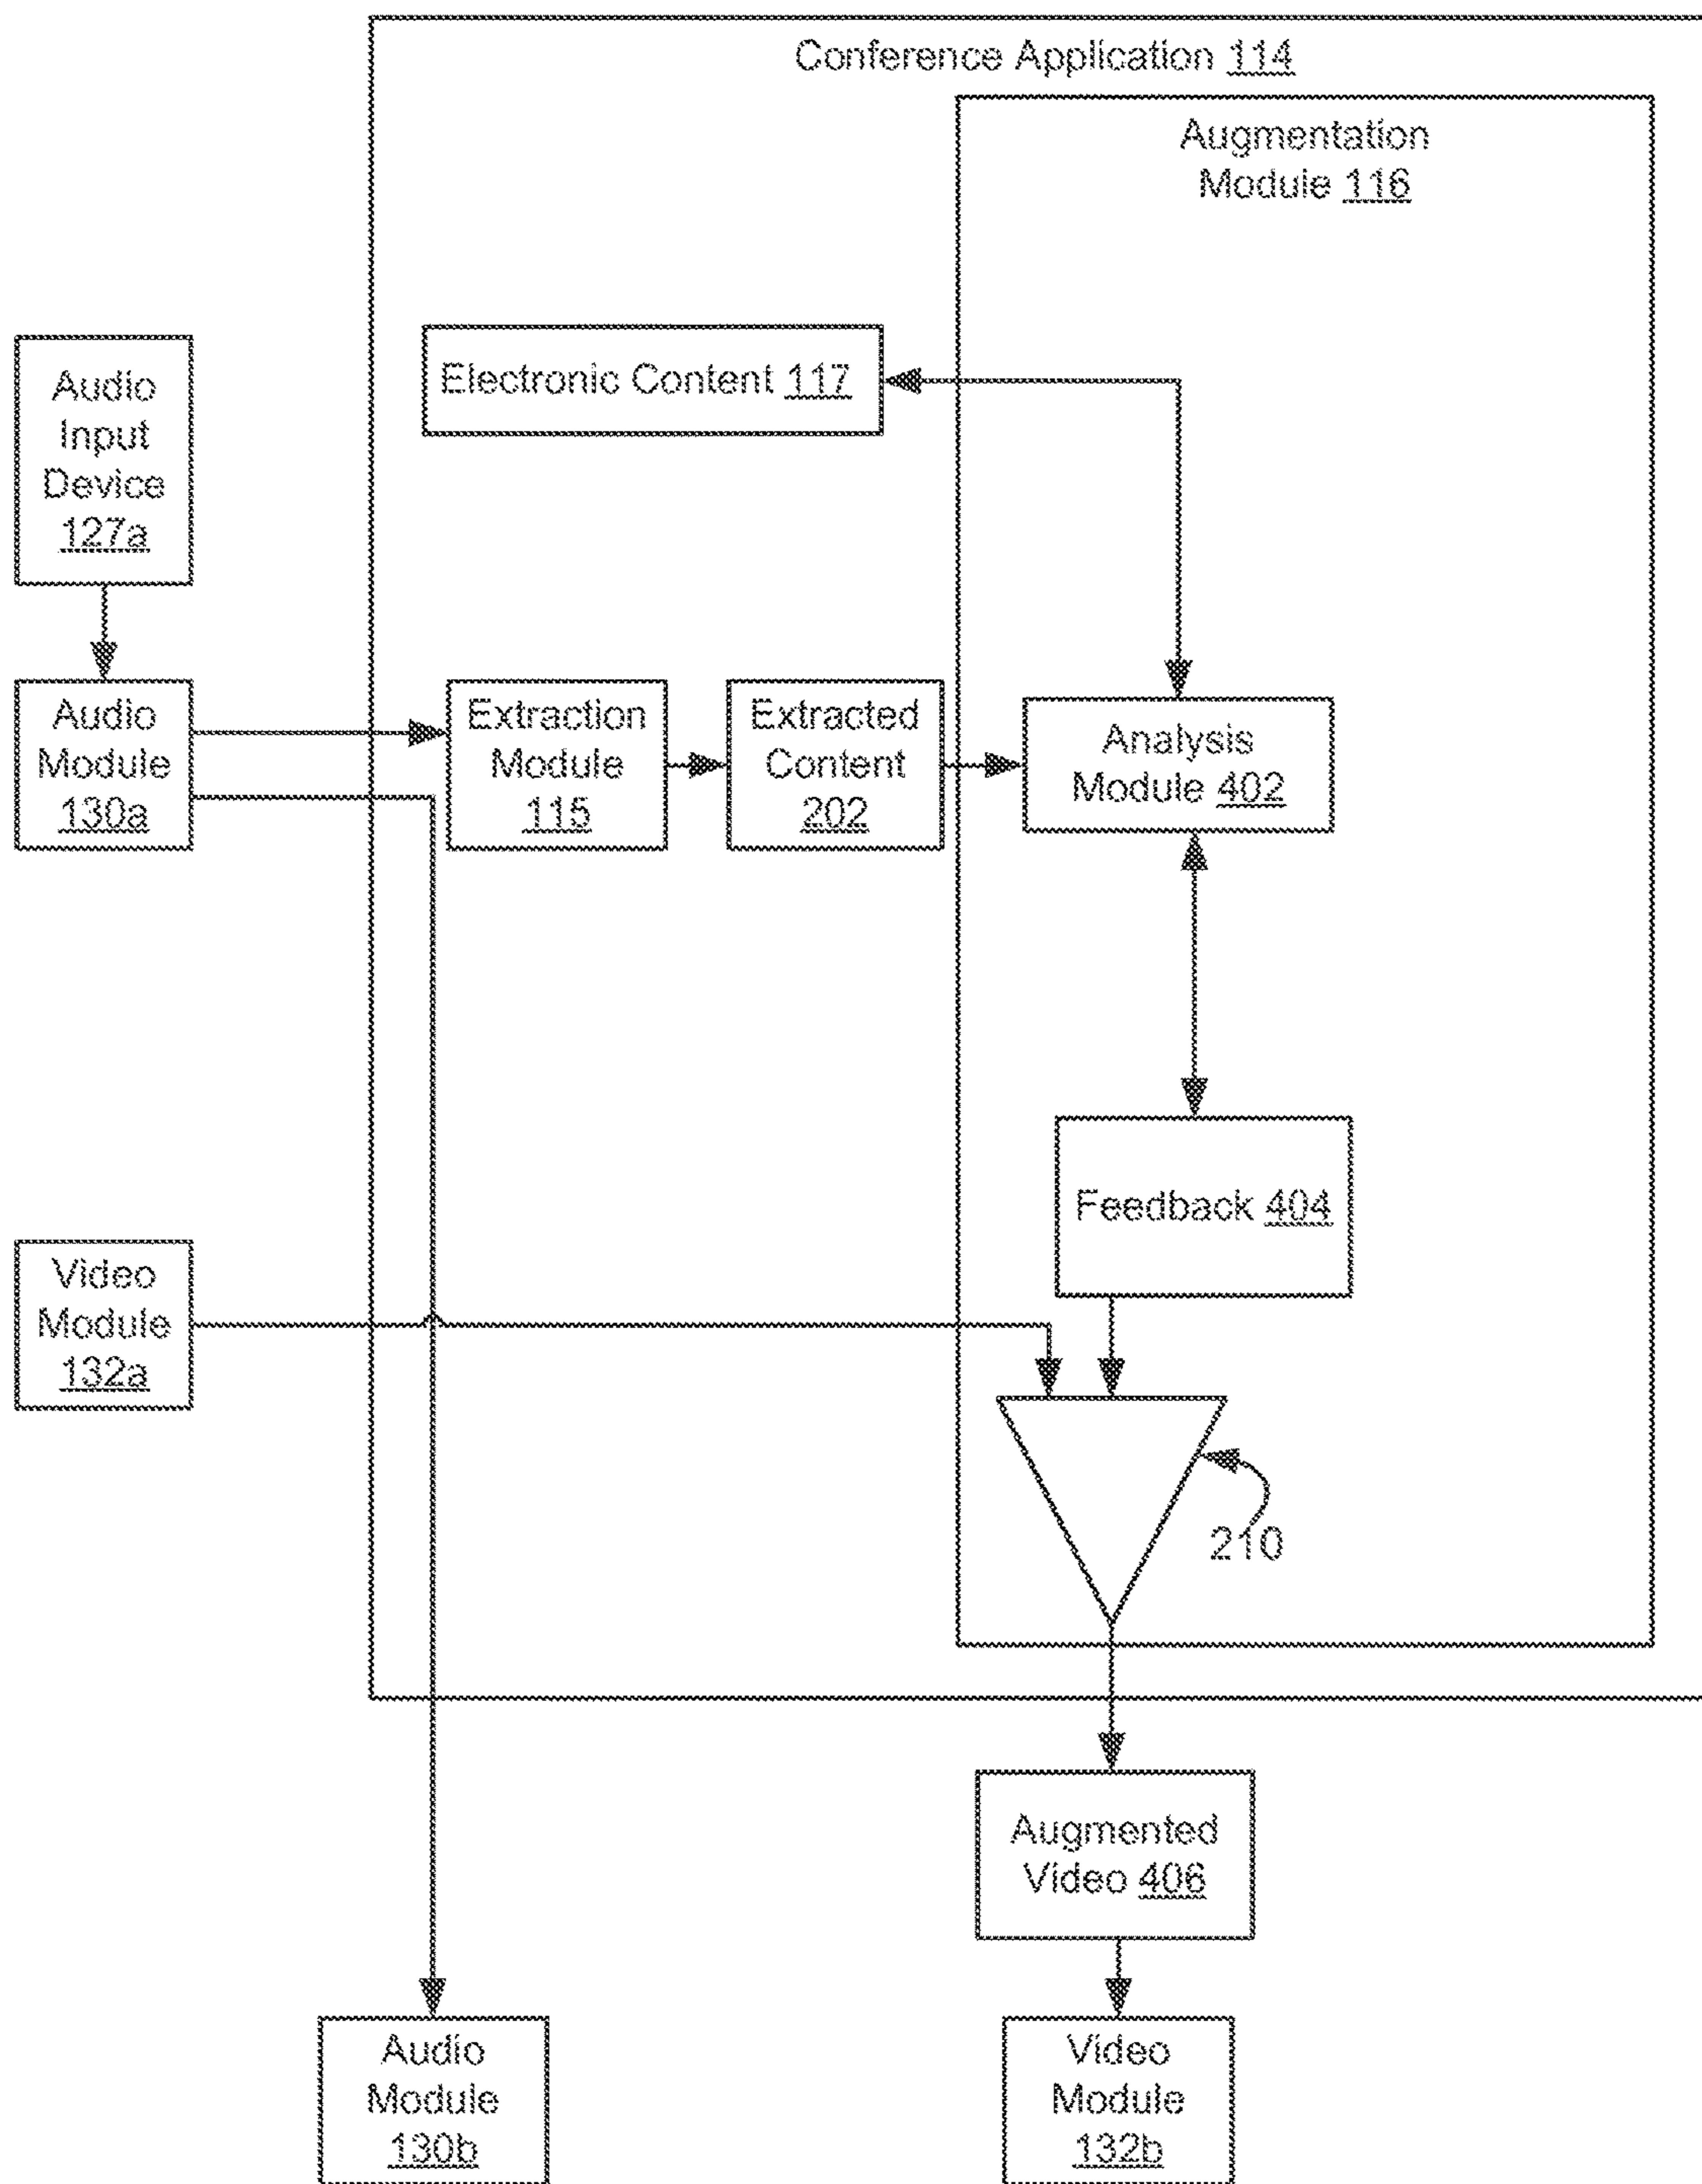 Conference Application 114
Augmentation
Module 116
Electronic Content 117
Audio
Input
Device
127a
Audio
Module
130a
Extraction
Module
115
Extracted
Content
202
Analysis
Module 402
Feedback 404
Video
Module
132a
210
Augmented
Video 406
Audio
Module
130b
Video
Module
132b